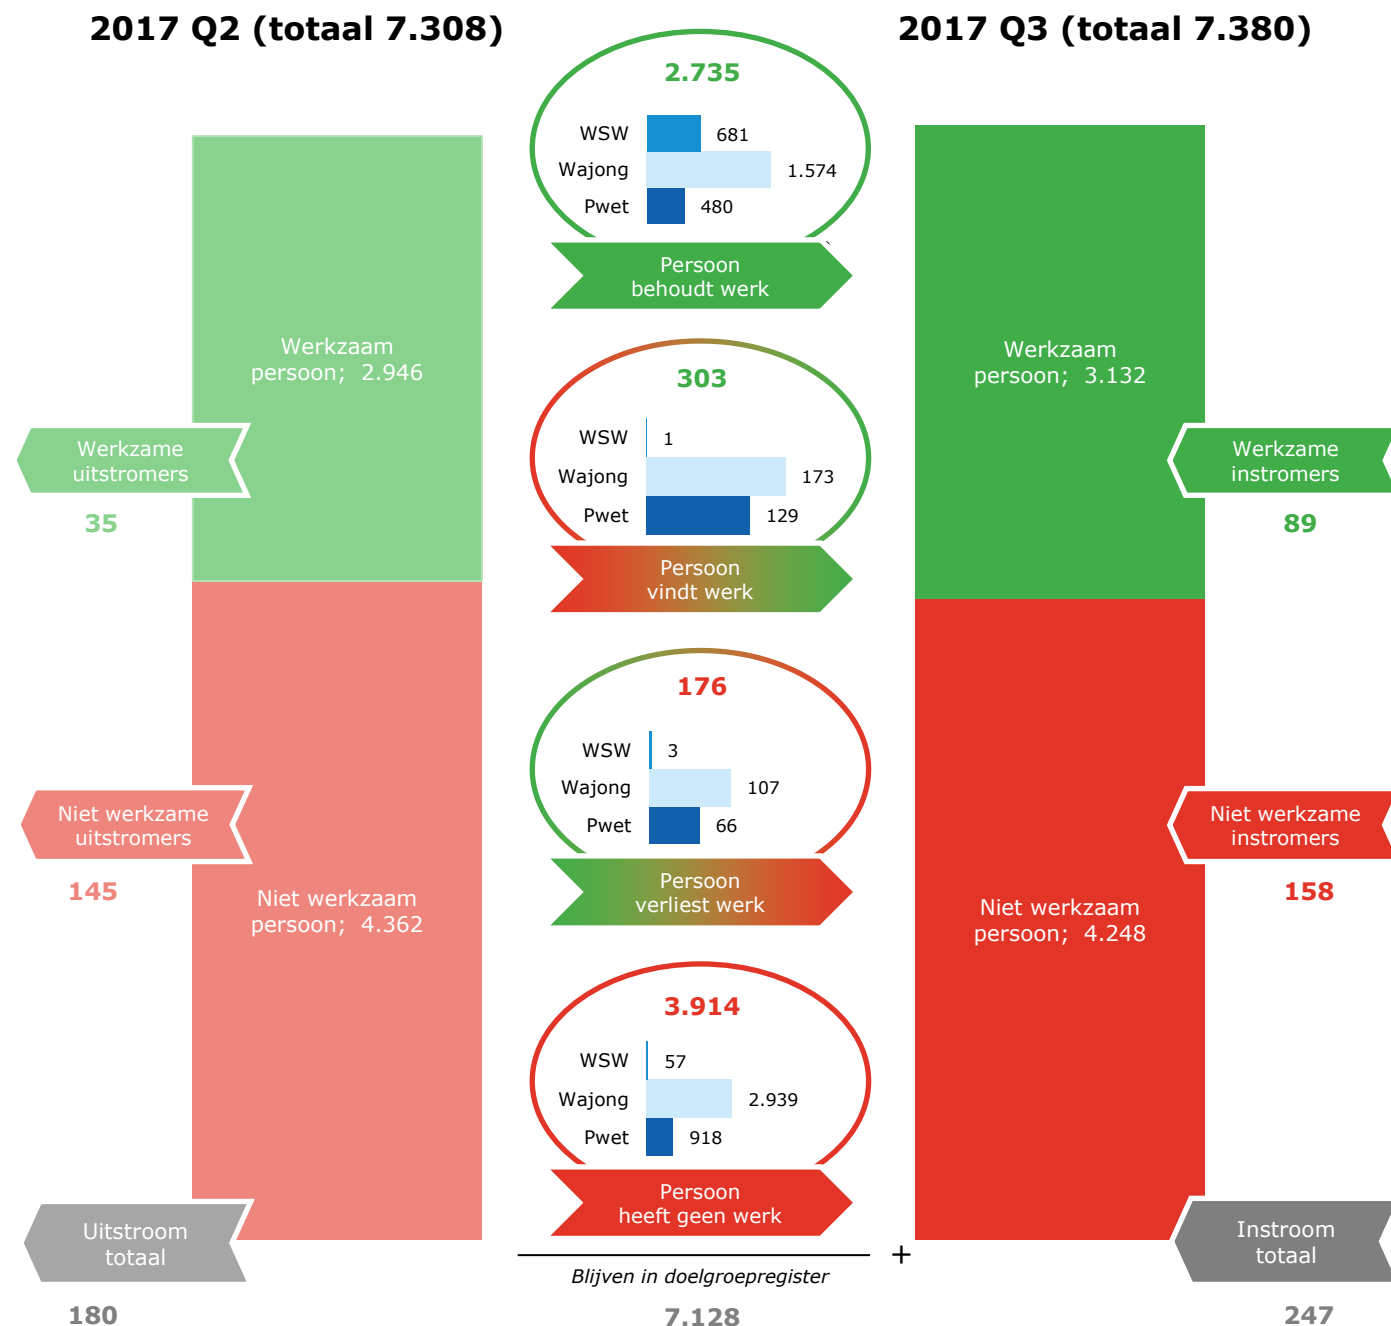 2017 Q2 (totaal 7.308)
2017 Q3 (totaal 7.380)
Werkzaam
persoon; 2.946
Werkzame
uitstromers
35
Niet werkzame
uitstromers
145
Niet werkzaam
persoon; 4.362
Uitstroom
totaal
180
2.735
WSW 681
Wajong 1.574
Pwet 480
Persoon
behoudt werk
303
WSW 1
Wajong 173
Pwet 129
Persoon
vindt werk
176
WSW 3
Wajong 107
Pwet 66
Persoon
verliest werk
3.914
WSW 57
Wajong 2.939
Pwet 918
Persoon
heeft geen werk
+
Blijven in doelgroepregister
7.128
Werkzaam
persoon; 3.132
Werkzame
instromers
89
Niet werkzame
instromers
158
Niet werkzaam
persoon; 4.248
Instroom
totaal
247